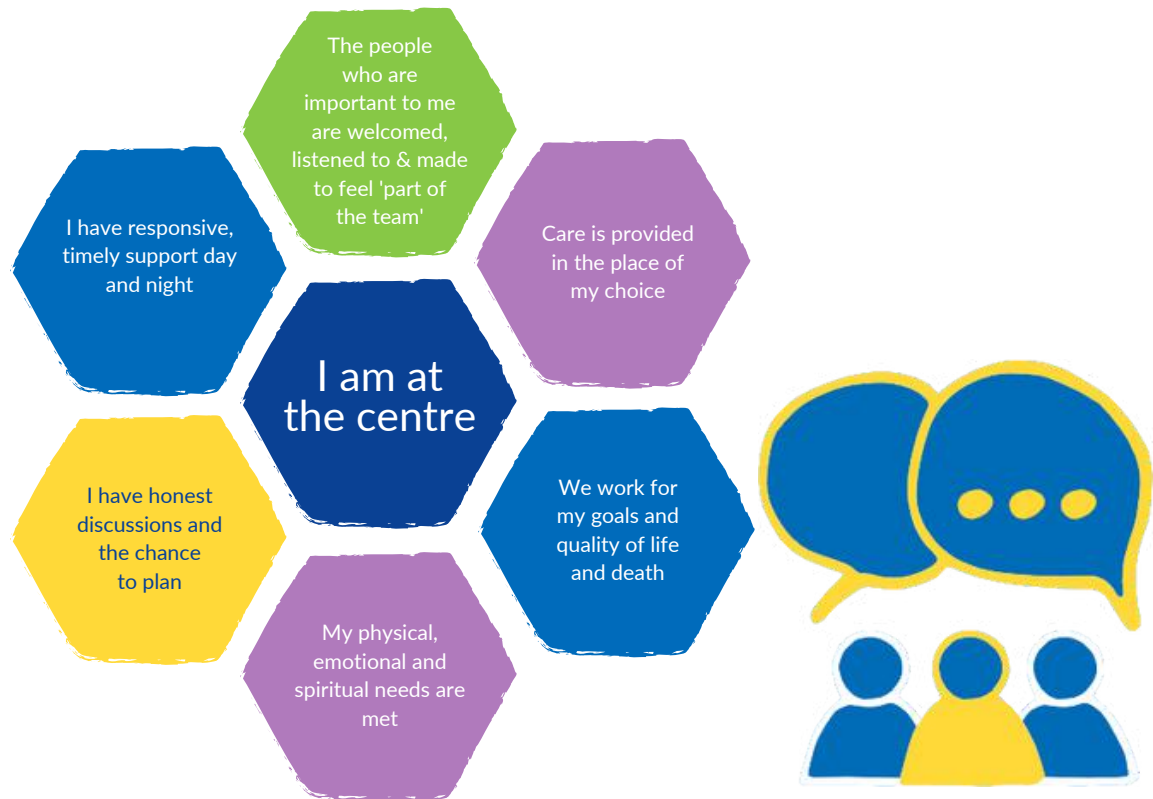 The people
who are
important to me
are welcomed,
listened to & made
to feel 'part of
the team'
I have responsive,
timely support day
and night
Care is provided
in the place of
my choice
I am at
the centre
I have honest
discussions and
the chance
to plan
We work for
my goals and
quality of life
and death
My physical,
emotional and
spiritual needs are
met